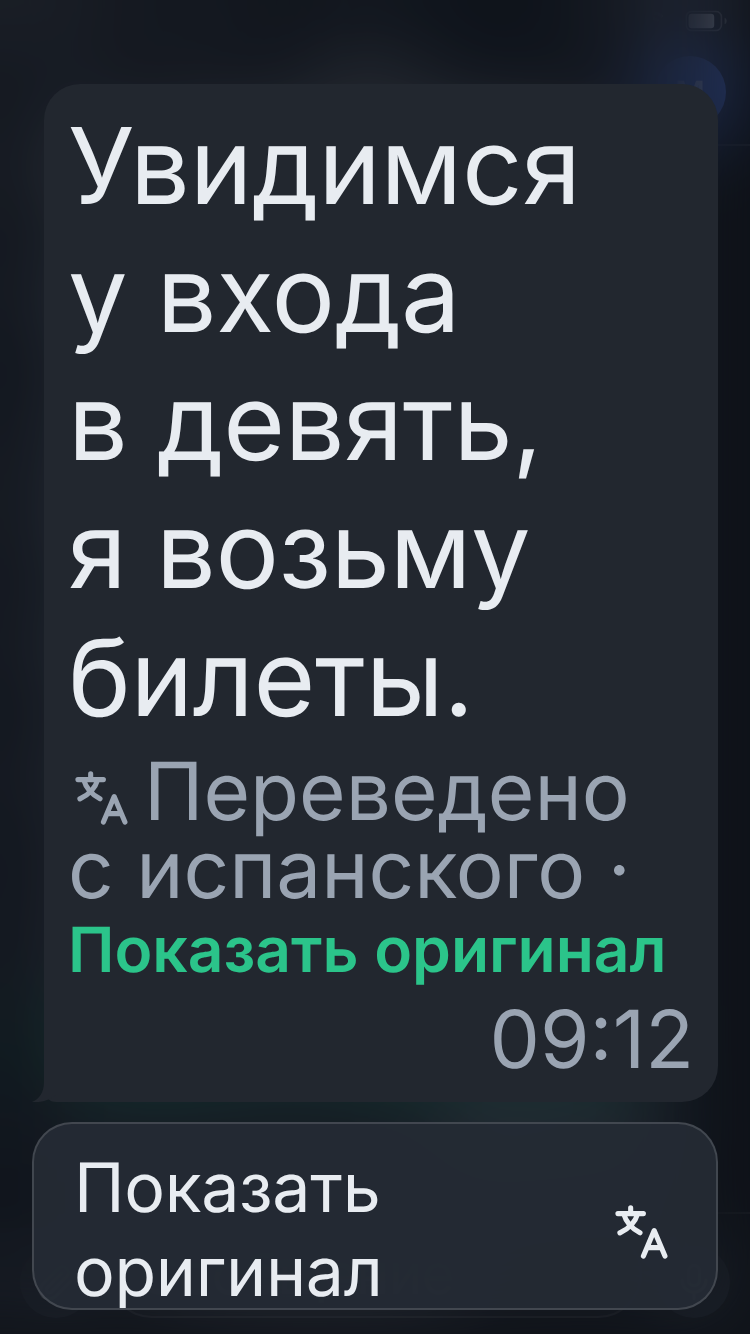 Увидимся
у входа
в девять,
я возьму
билеты.
Переведено
с испанского ·
Показать оригинал
09:12
Показать
оригинал